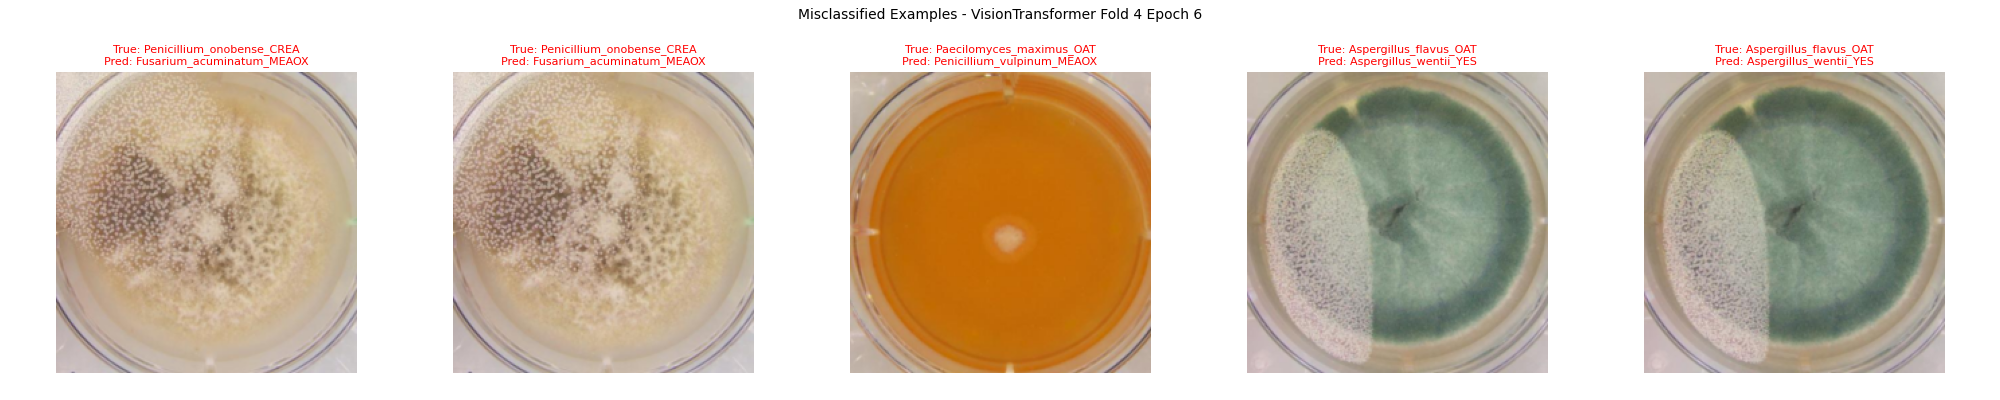 Misclassified Examples - VisionTransformer Fold 4 Epoch 6
True: Penicillium_onobense_CREA
Pred: Fusarium_acuminatum_MEAOX
True: Penicillium_onobense_CREA
Pred: Fusarium_acuminatum_MEAOX
True: Paecilomyces_maximus_OAT
Pred: Penicillium_vulpinum_MEAOX
True: Aspergillus_flavus_OAT
Pred: Aspergillus_wentii_YES
True: Aspergillus_flavus_OAT
Pred: Aspergillus_wentii_YES